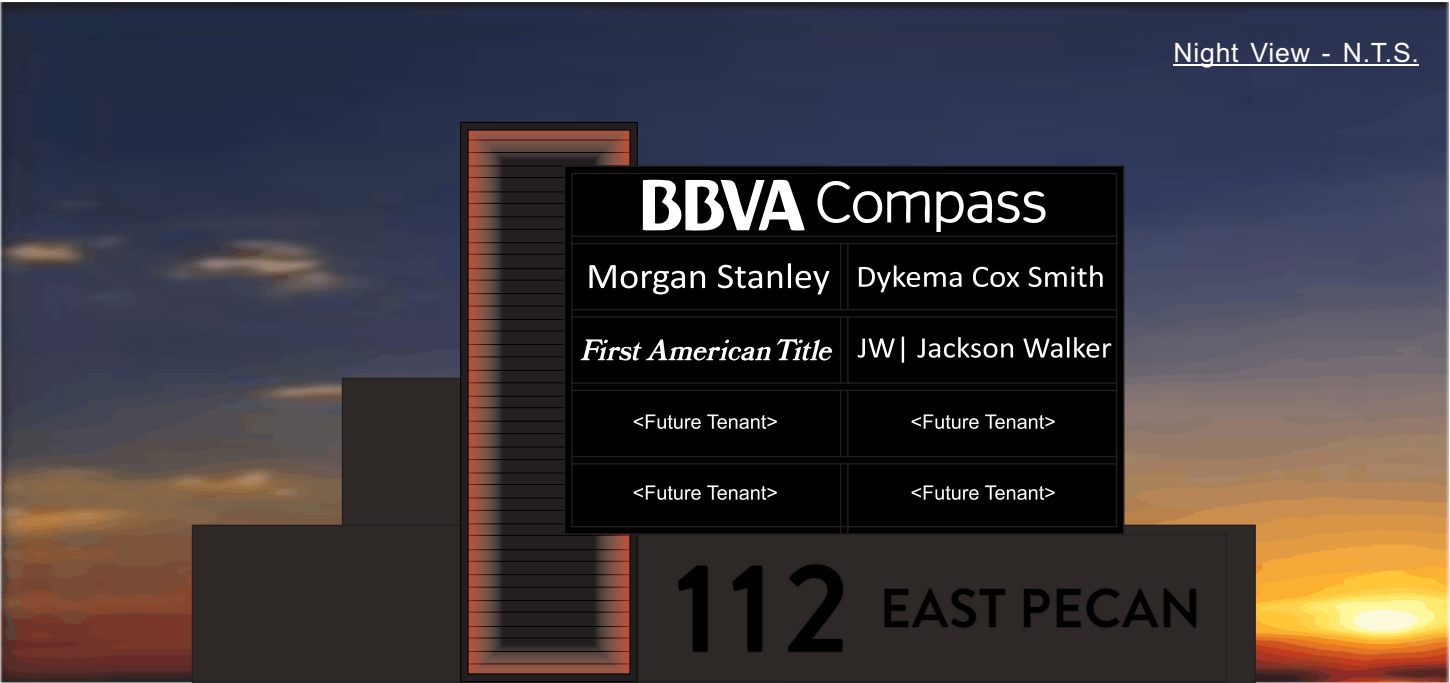 Night View - N.T.S.
BBVA Compass
Morgan Stanley Dykema Cox Smith
First American Title JW| Jackson Walker
<Future Tenant> <Future Tenant>
<Future Tenant> <Future Tenant>
112 EAST PECAN